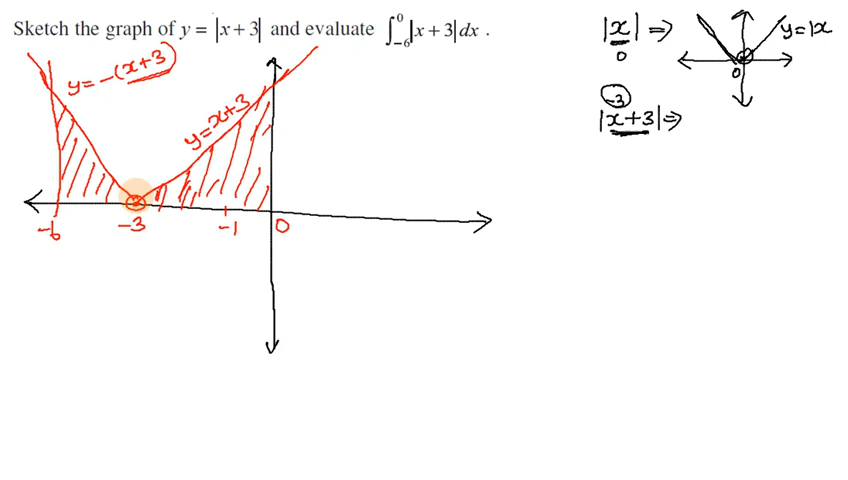 Sketch the graph of y = |x + 3| and evaluate ∫₋₆⁰ |x + 3| dx .
|x| ⇒
0
y = |x
0
-3
|x+3| ⇒
y = -(x+3)
y = x+3
-6 -3 -1 0